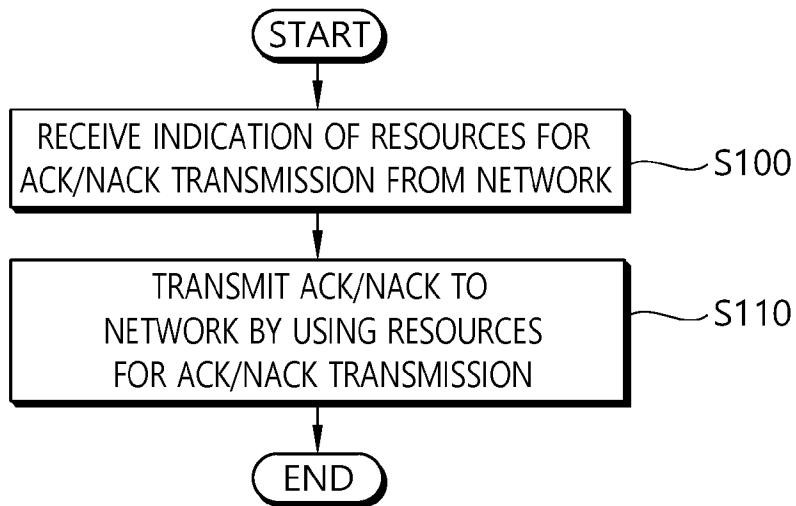 START
RECEIVE INDICATION OF RESOURCES FOR
ACK/NACK TRANSMISSION FROM NETWORK
S100
TRANSMIT ACK/NACK TO
NETWORK BY USING RESOURCES
FOR ACK/NACK TRANSMISSION
S110
END